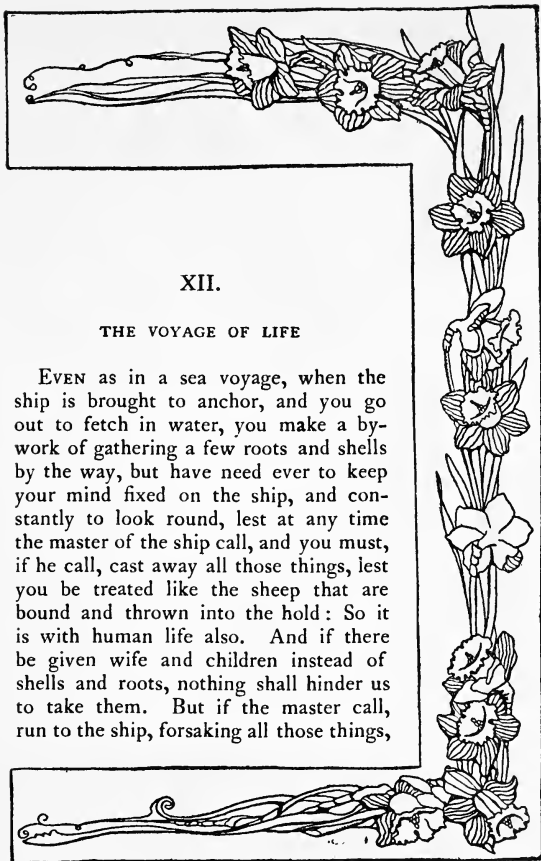 XII.
THE VOYAGE OF LIFE
EVEN as in a sea voyage, when the
ship is brought to anchor, and you go
out to fetch in water, you make a by-
work of gathering a few roots and shells
by the way, but have need ever to keep
your mind fixed on the ship, and con-
stantly to look round, lest at any time
the master of the ship call, and you must,
if he call, cast away all those things, lest
you be treated like the sheep that are
bound and thrown into the hold : So it
is with human life also. And if there
be given wife and children instead of
shells and roots, nothing shall hinder us
to take them. But if the master call,
run to the ship, forsaking all those things,